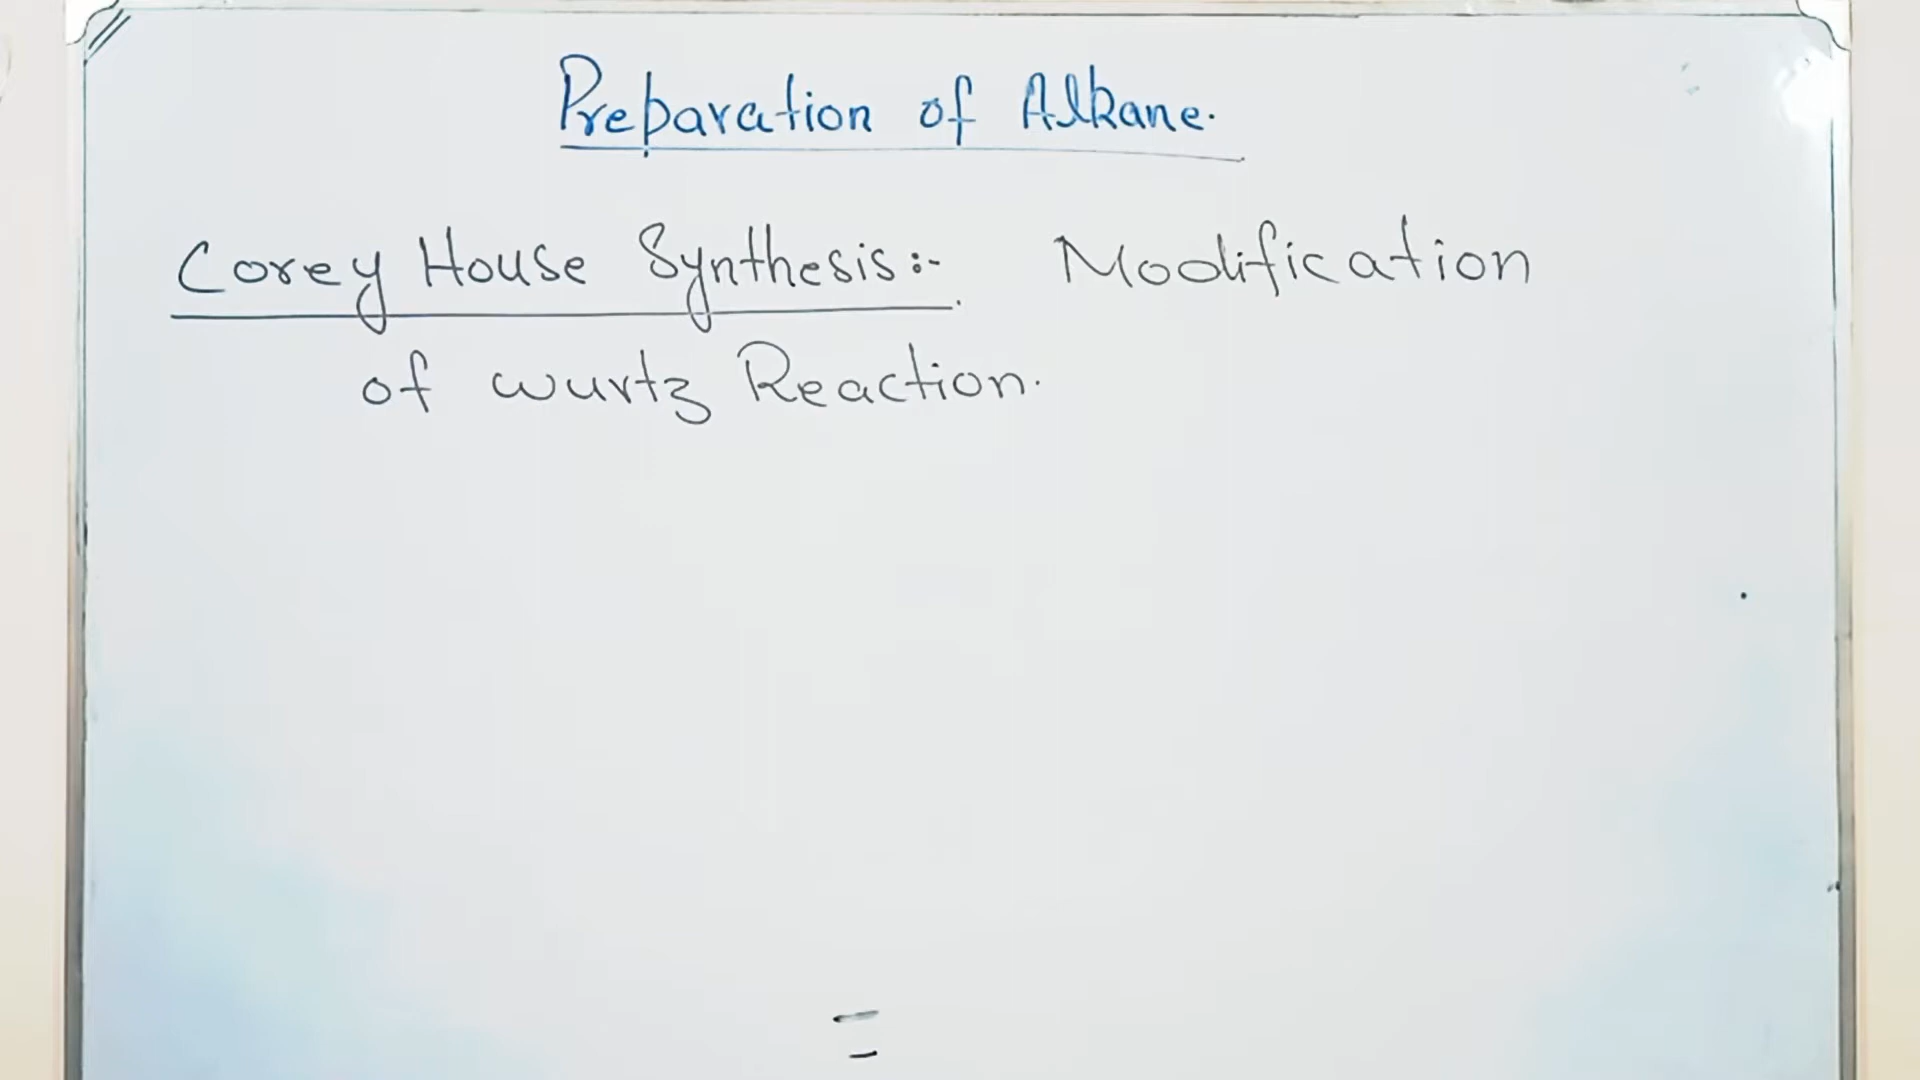 Preparation of Alkane.
Corey House Synthesis:- Modification
of wurtz Reaction.